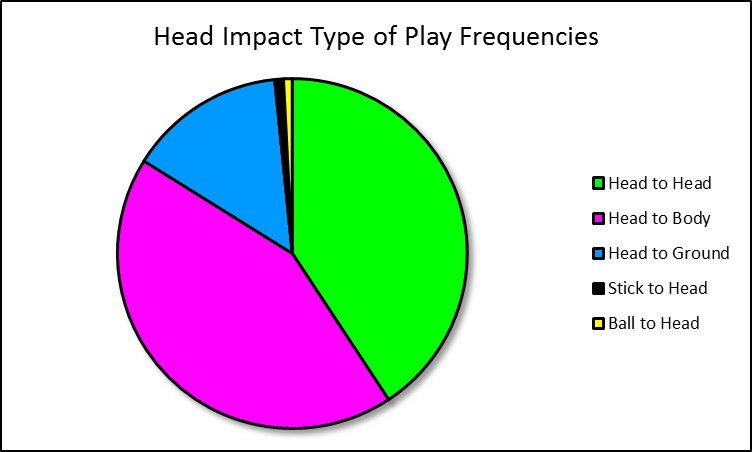 Head Impact Type of Play Frequencies
Head to Head
Head to Body
Head to Ground
Stick to Head
Ball to Head